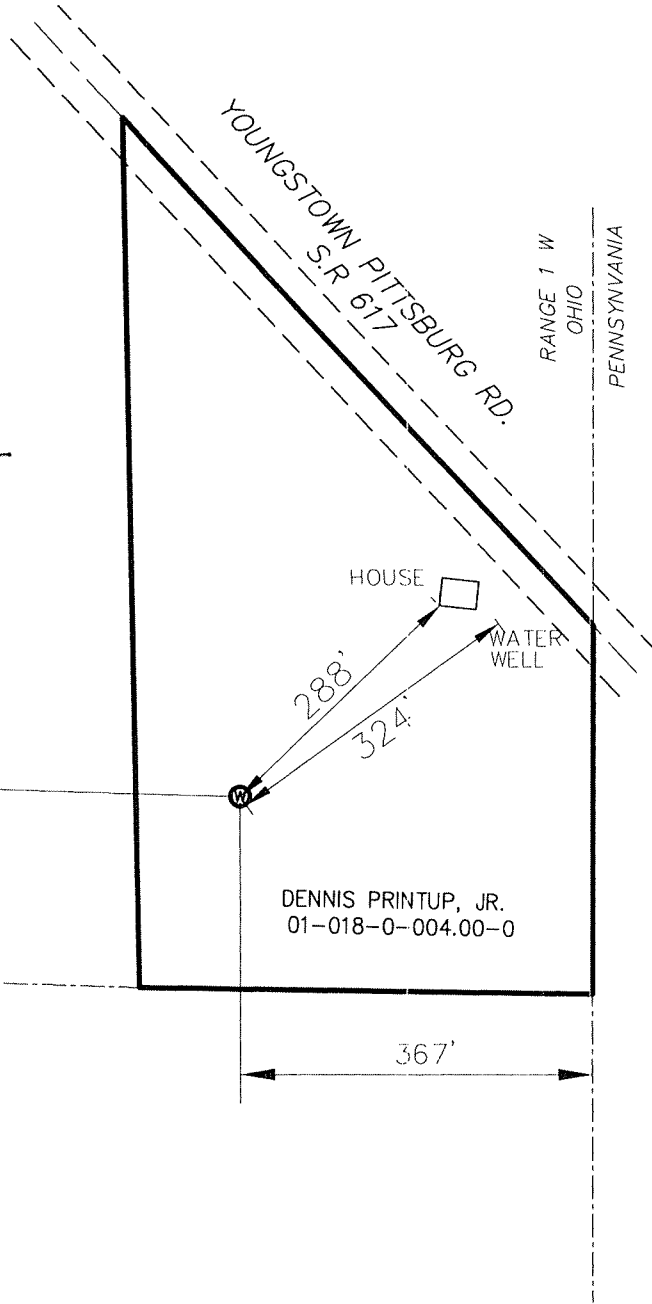 YOUNGSTOWN PITTSBURG RD.
S.R 617
RANGE 1 W
OHIO
PENNSYNVANIA
HOUSE
WATER
WELL
288'
324'
W
DENNIS PRINTUP, JR.
01-018-0-004.00-0
367'